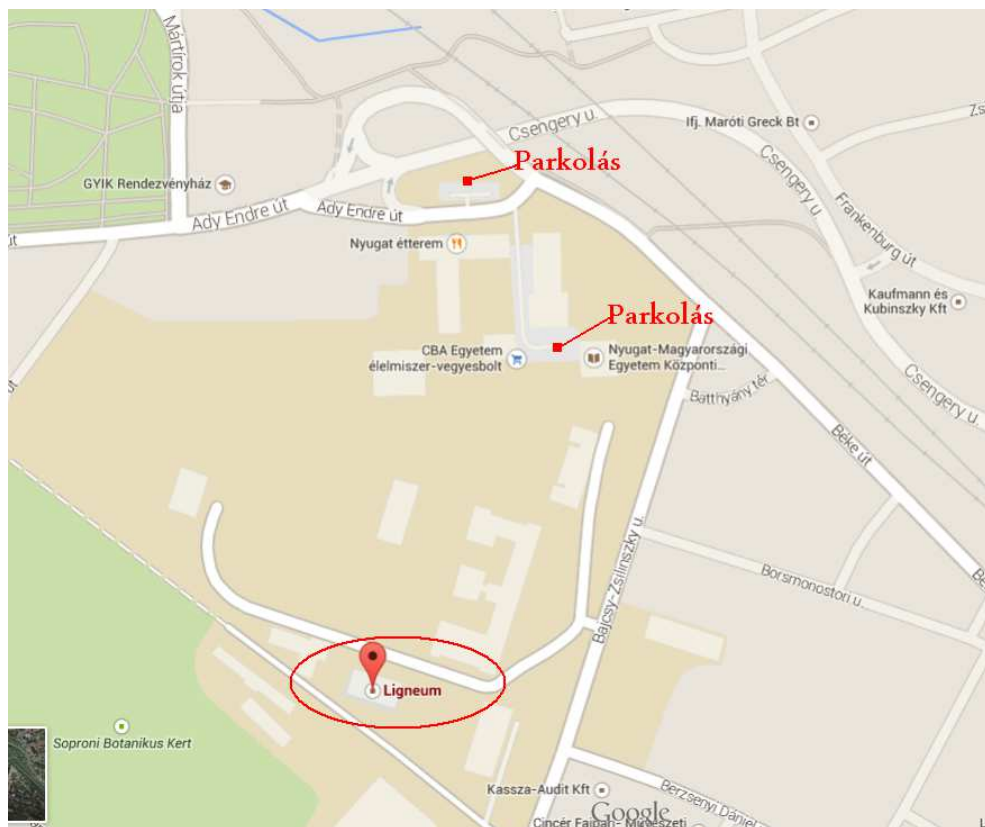 Mártírok útja
Csengery u.
Ifj. Maróti Greck Bt
Parkolás
Csengery u.
GYIK Rendezvényház
Ady Endre út
Ady Endre út
út
Frankenburg út
Nyugat étterem
Kaufmann és
Kubinszky Kft
Parkolás
CBA Egyetem
élelmiszer-vegyesbolt
Nyugat-Magyarországi
Egyetem Központi...
Batthyány tér
Csengery u.
út
Béke út
Borsmonostori u.
Bajcsy-Zsilinszky u.
Ligneum
Soproni Botanikus Kert
Kassza-Audit Kft
Berzsenyi Dániel
Google